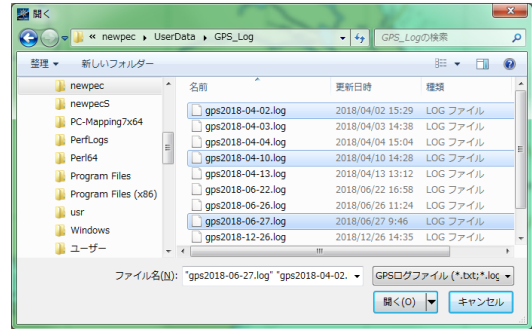 開く
« newpec ▸ UserData ▸ GPS_Log
GPS_Logの検索
整理 ▼ 新しいフォルダー
newpec
newpecS
PC-Mapping7x64
PerfLogs
Perl64
Program Files
Program Files (x86)
usr
Windows
ユーザー
名前 更新日時 種類
gps2018-04-02.log 2018/04/02 15:29 LOG ファイル
gps2018-04-03.log 2018/04/03 14:38 LOG ファイル
gps2018-04-04.log 2018/04/04 15:04 LOG ファイル
gps2018-04-10.log 2018/04/10 14:28 LOG ファイル
gps2018-04-13.log 2018/04/13 13:12 LOG ファイル
gps2018-06-22.log 2018/06/22 16:58 LOG ファイル
gps2018-06-26.log 2018/06/26 11:24 LOG ファイル
gps2018-06-27.log 2018/06/27 9:46 LOG ファイル
gps2018-12-26.log 2018/12/26 14:35 LOG ファイル
ファイル名(N): "gps2018-06-27.log" "gps2018-04-02. GPSログファイル (*.txt;*.log
開く(O) キャンセル